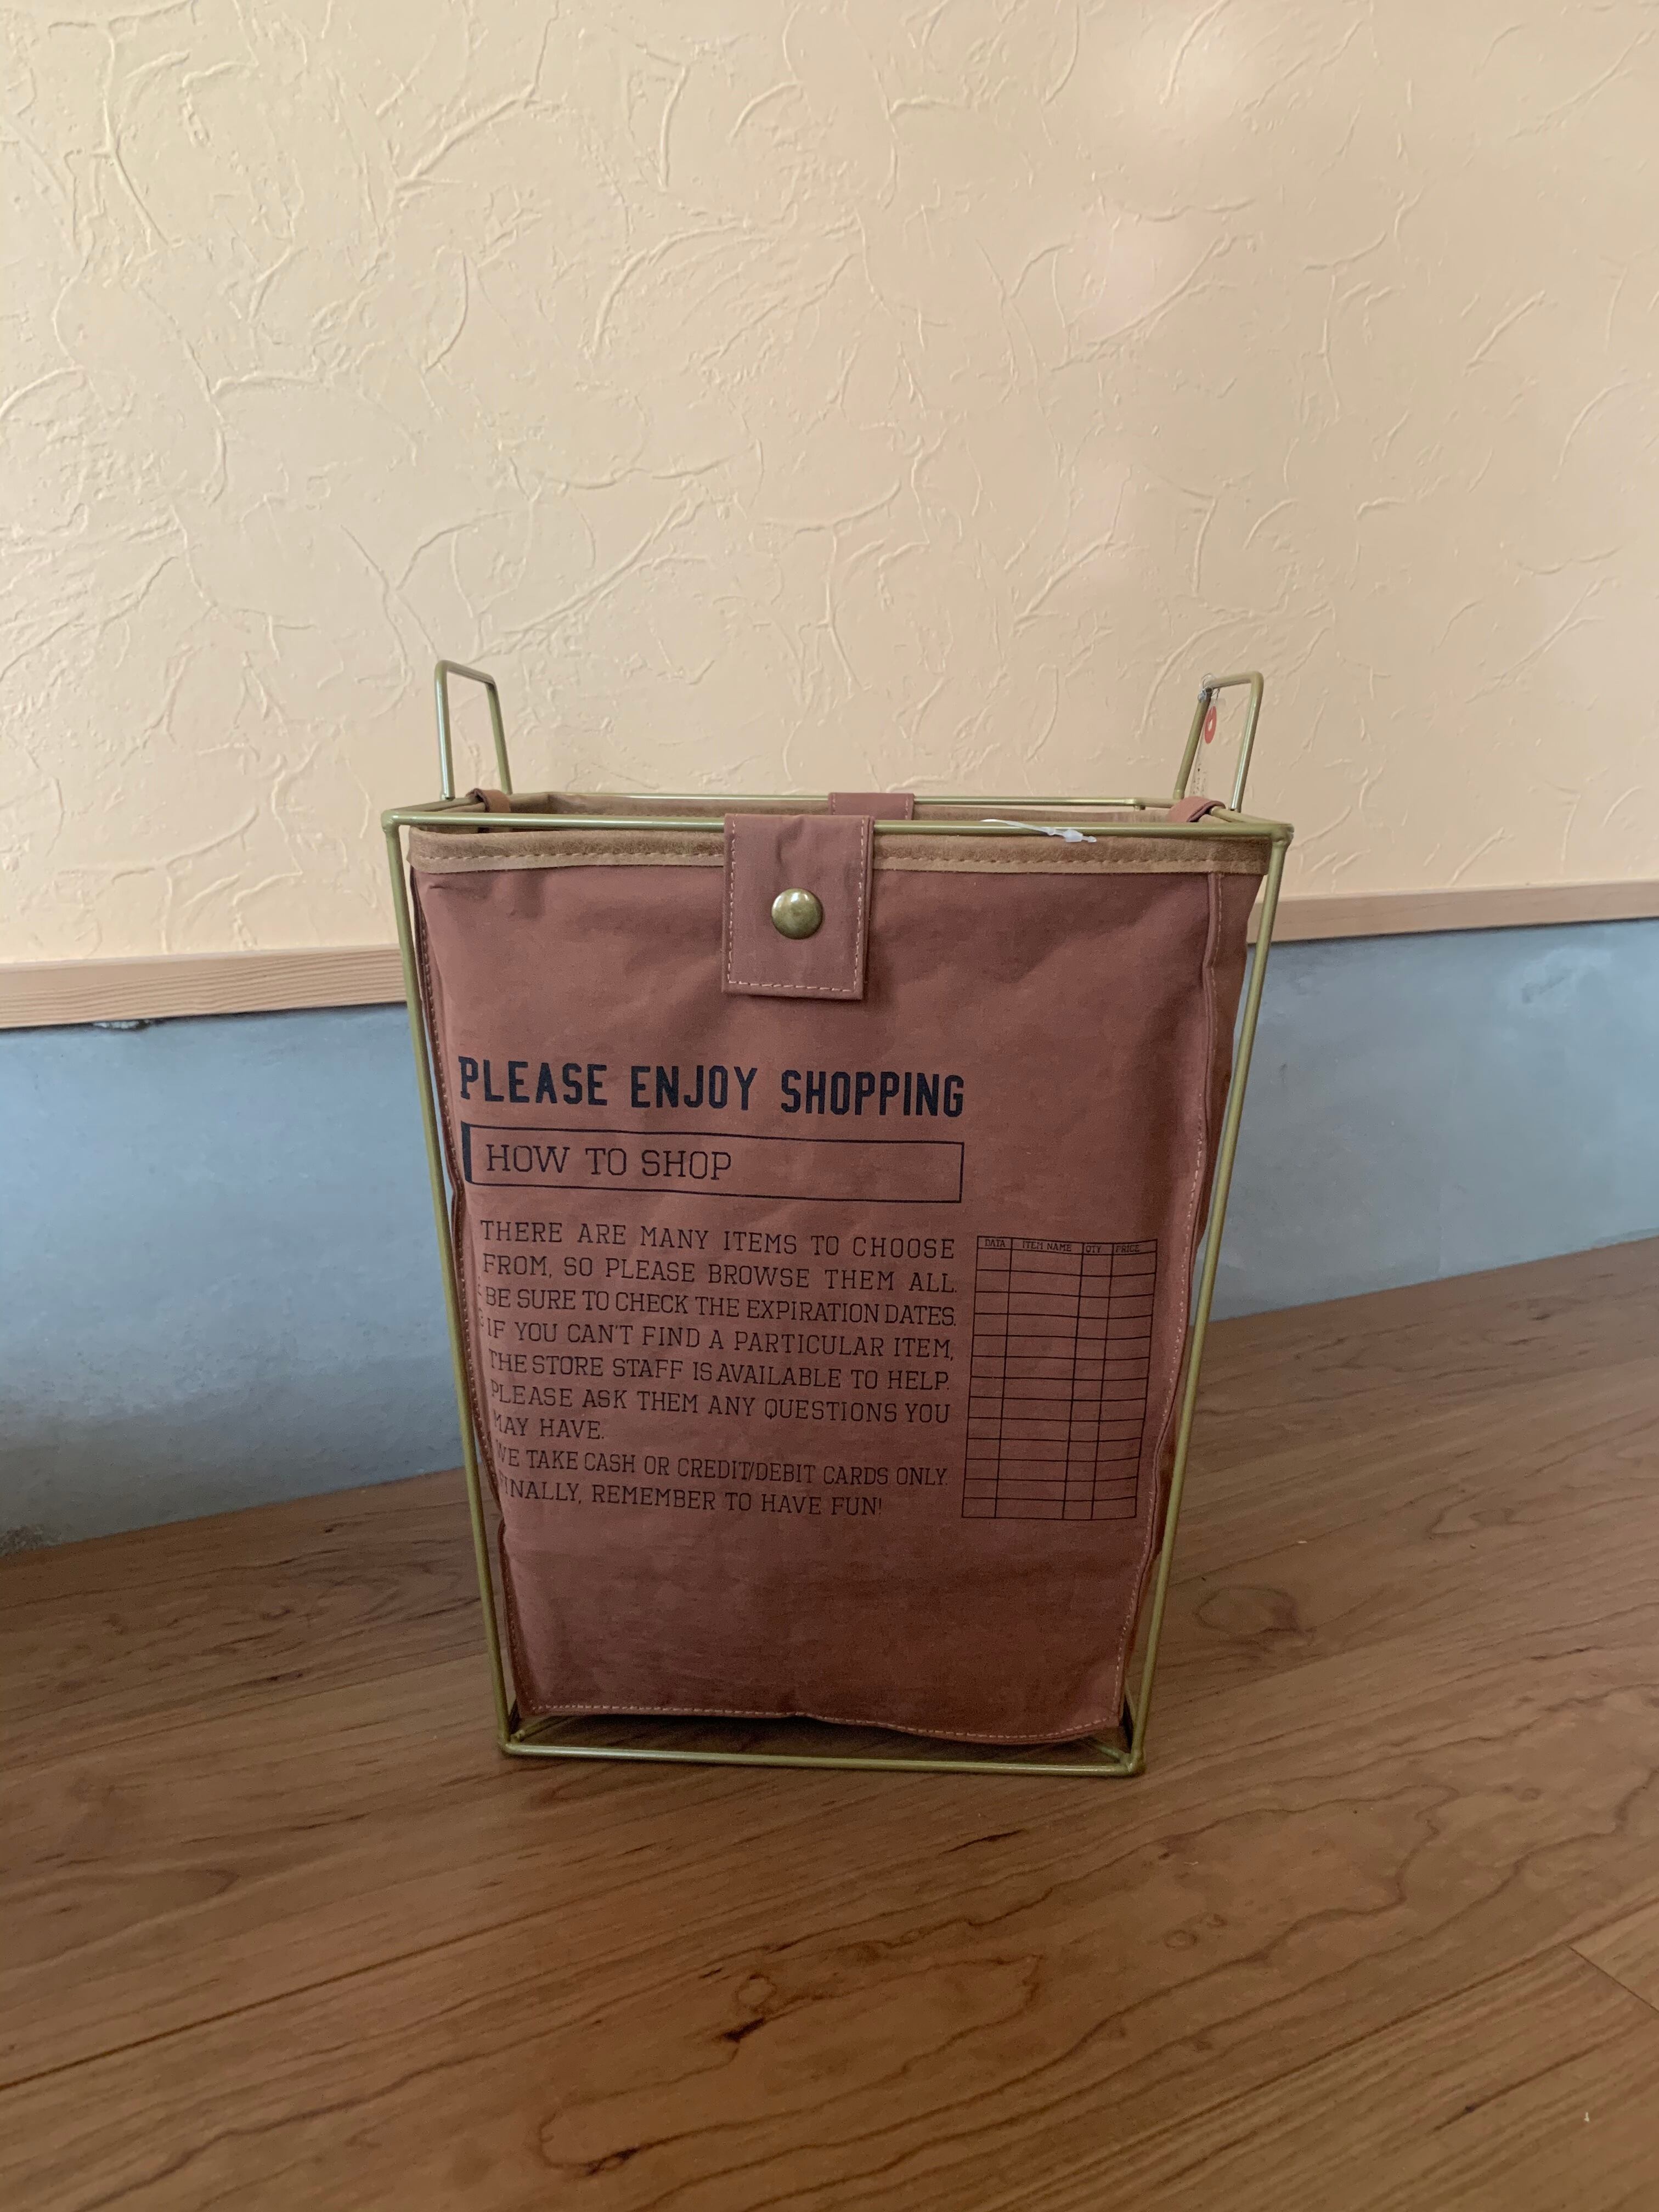 PLEASE ENJOY SHOPPING
HOW TO SHOP
THERE ARE MANY ITEMS TO CHOOSE
FROM, SO PLEASE BROWSE THEM ALL.
BE SURE TO CHECK THE EXPIRATION DATES.
IF YOU CAN'T FIND A PARTICULAR ITEM,
THE STORE STAFF IS AVAILABLE TO HELP.
PLEASE ASK THEM ANY QUESTIONS YOU
MAY HAVE.
WE TAKE CASH OR CREDIT/DEBIT CARDS ONLY.
FINALLY, REMEMBER TO HAVE FUN!
DATA ITEM NAME QTY PRICE